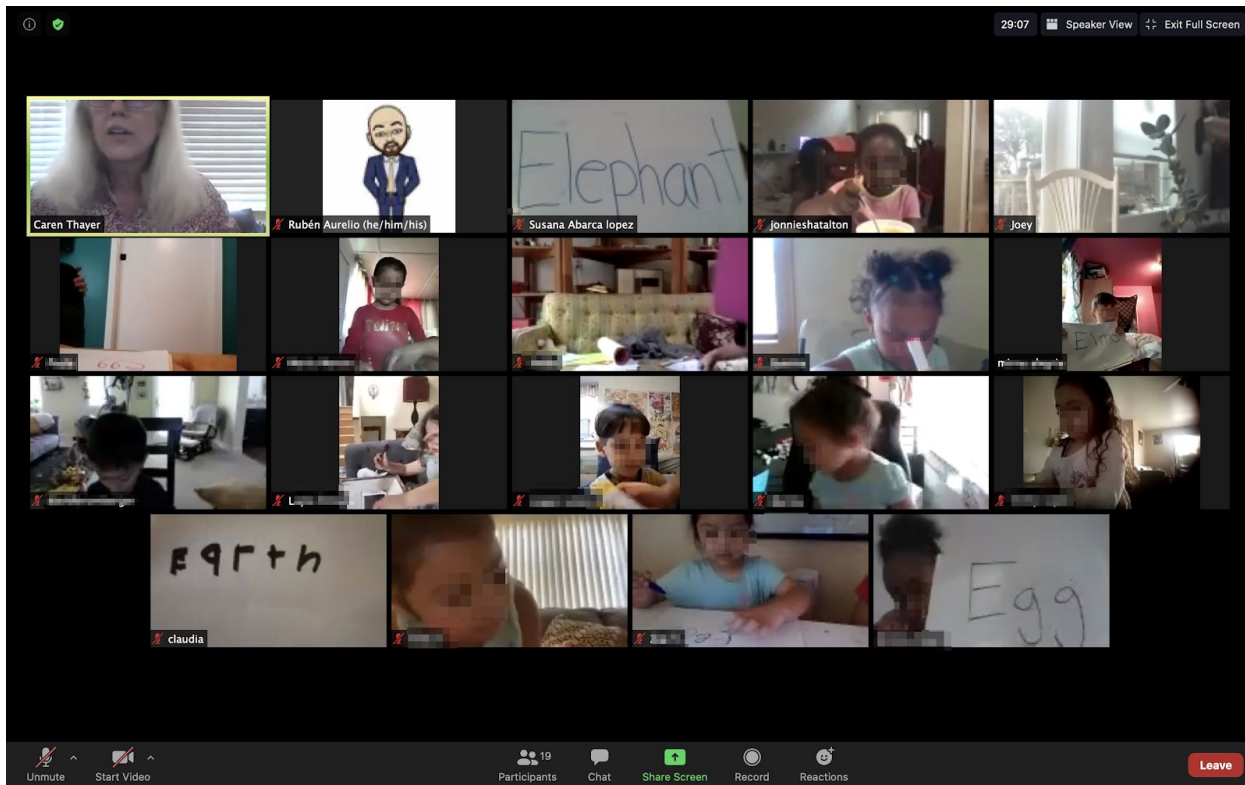 29:07
Speaker View
Exit Full Screen
Elephant
Caren Thayer
Rubén Aurelio (he/him/his)
Susana Abarca lopez
jonnieshatalton
Joey
Elmo
Earth
Egg
claudia
Unmute
Start Video
Participants
19
Chat
Share Screen
Record
Reactions
Leave